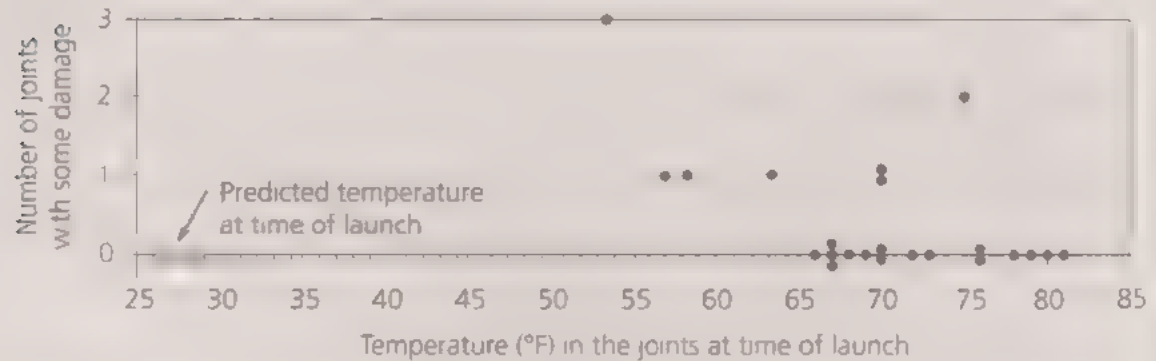 3
Number of joints
with some damage
2
1
Predicted temperature
at time of launch
0
25 30 35 40 45 50 55 60 65 70 75 80 85
Temperature (°F) in the joints at time of launch